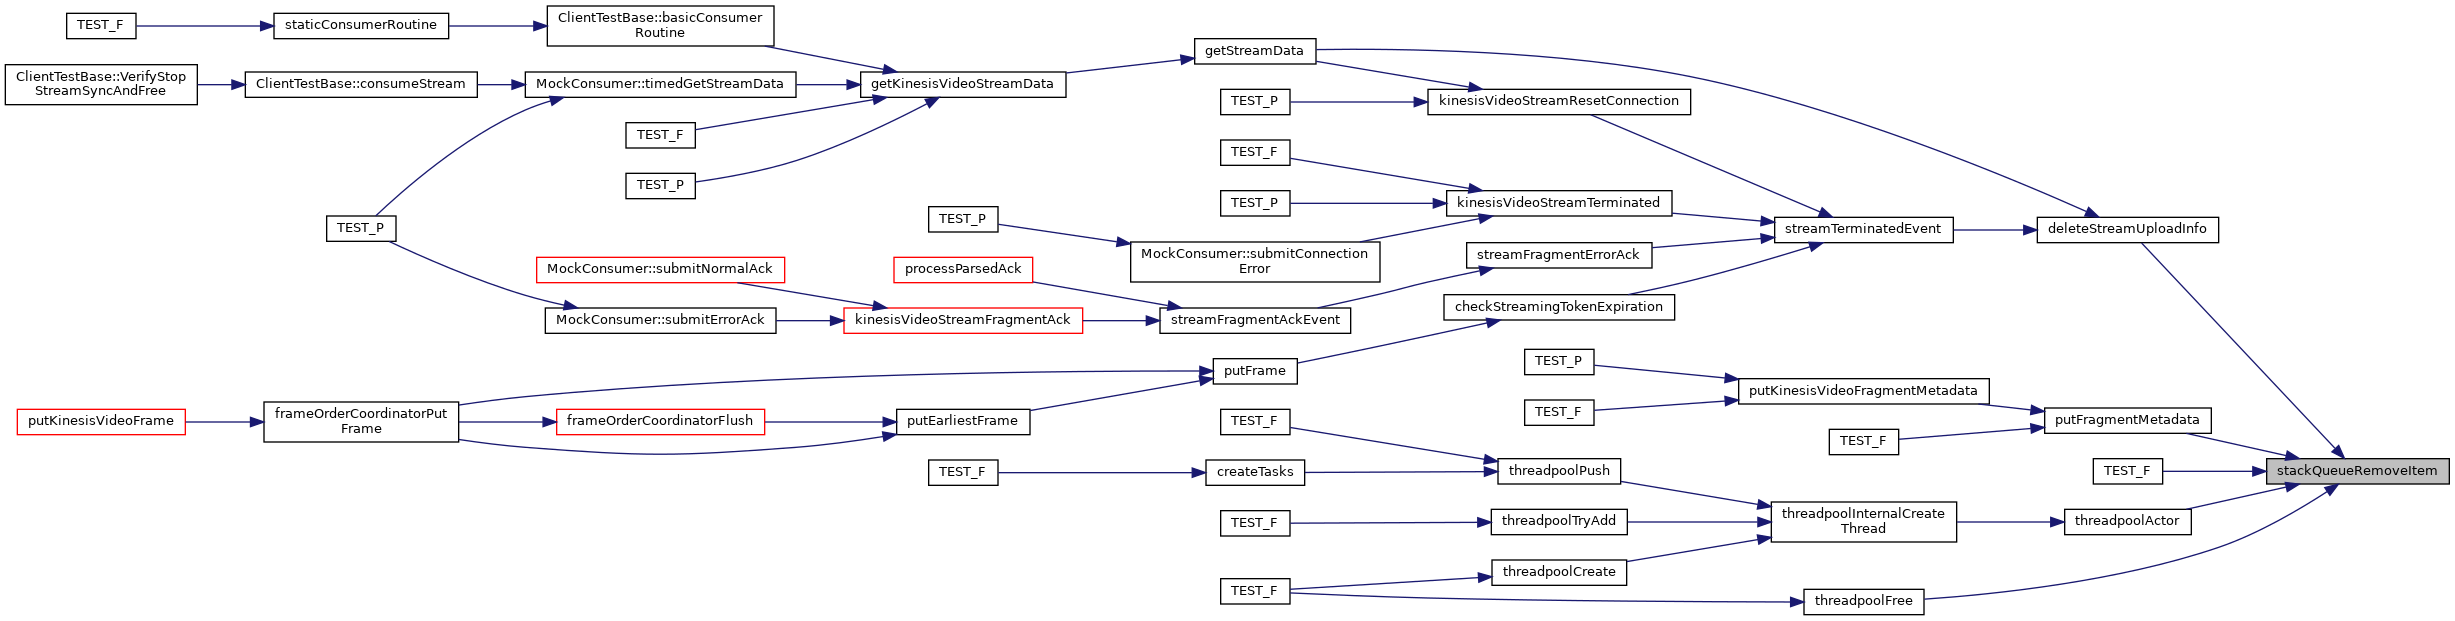 TEST_F
staticConsumerRoutine
ClientTestBase::basicConsumer
Routine
ClientTestBase::VerifyStop
StreamSyncAndFree
ClientTestBase::consumeStream
MockConsumer::timedGetStreamData
getKinesisVideoStreamData
getStreamData
TEST_F
TEST_P
TEST_P
kinesisVideoStreamResetConnection
TEST_F
TEST_P
kinesisVideoStreamTerminated
TEST_P
TEST_P
MockConsumer::submitConnection
Error
streamFragmentErrorAck
streamTerminatedEvent
deleteStreamUploadInfo
MockConsumer::submitNormalAck
processParsedAck
checkStreamingTokenExpiration
MockConsumer::submitErrorAck
kinesisVideoStreamFragmentAck
streamFragmentAckEvent
putFrame
TEST_P
putKinesisVideoFragmentMetadata
TEST_F
putKinesisVideoFrame
frameOrderCoordinatorPut
Frame
frameOrderCoordinatorFlush
putEarliestFrame
TEST_F
TEST_F
putFragmentMetadata
TEST_F
createTasks
threadpoolPush
TEST_F
stackQueueRemoveItem
TEST_F
threadpoolTryAdd
threadpoolInternalCreate
Thread
threadpoolActor
TEST_F
threadpoolCreate
threadpoolFree